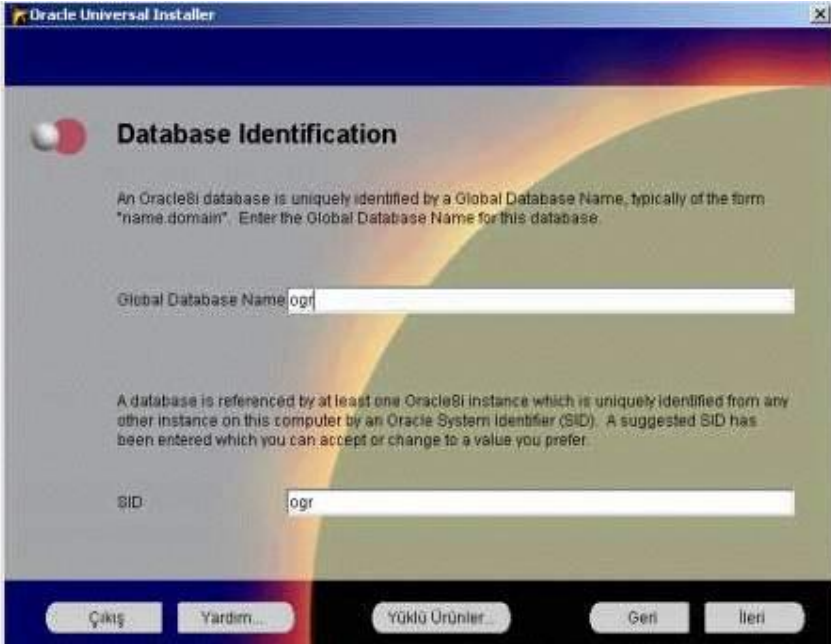 Oracle Universal Installer
Database Identification
An Oracle8i database is uniquely identified by a Global Database Name, typically of the form
"name.domain". Enter the Global Database Name for this database.
Global Database Name ogr
A database is referenced by at least one Oracle8i instance which is uniquely identified from any
other instance on this computer by an Oracle System Identifier (SID). A suggested SID has
been entered which you can accept or change to a value you prefer.
SID ogr
Çıkış Yardım... Yüklü Ürünler... Geri İleri